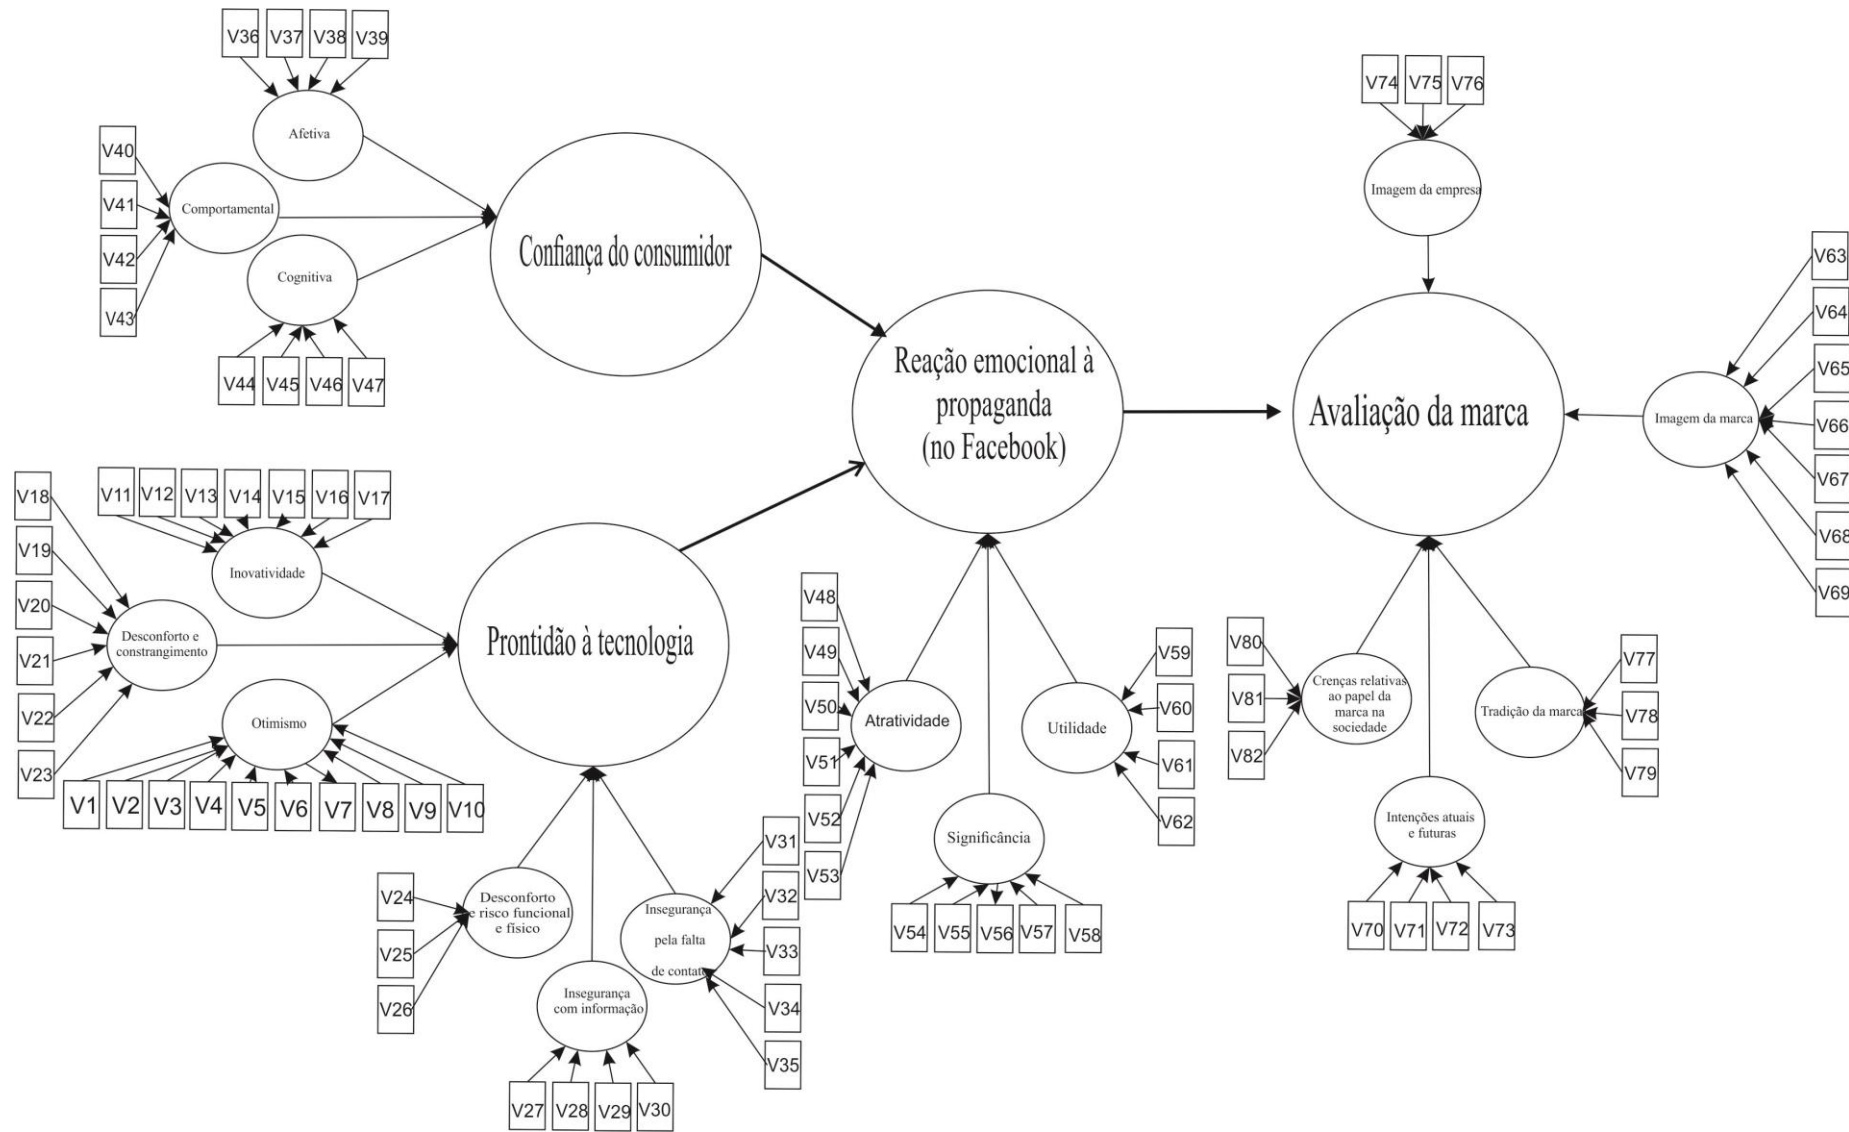 V36 V37 V38 V39
Afetiva
V40
V41
V42
V43
Comportamental
Cognitiva
V44 V45 V46 V47
Confiança do consumidor
V18
V19
V20
V21
V22
V23
V11 V12 V13 V14 V15 V16 V17
Inovatividade
Desconforto e
constrangimento
Otimismo
V1 V2 V3 V4 V5 V6 V7 V8 V9 V10
Prontidão à tecnologia
V24
V25
V26
Desconforto
e risco funcional
e físico
Insegurança
com informação
V27 V28 V29 V30
Insegurança
pela falta
de contato
V31
V32
V33
V34
V35
Reação emocional à
propaganda
(no Facebook)
V48
V49
V50
V51
V52
V53
Atratividade
Significância
V54 V55 V56 V57 V58
Utilidade
V59
V60
V61
V62
V74 V75 V76
Imagem da empresa
Avaliação da marca
Imagem da marca
V63
V64
V65
V66
V67
V68
V69
V80
V81
V82
Crenças relativas
ao papel da
marca na
sociedade
Intenções atuais
e futuras
V70 V71 V72 V73
Tradição da marca
V77
V78
V79